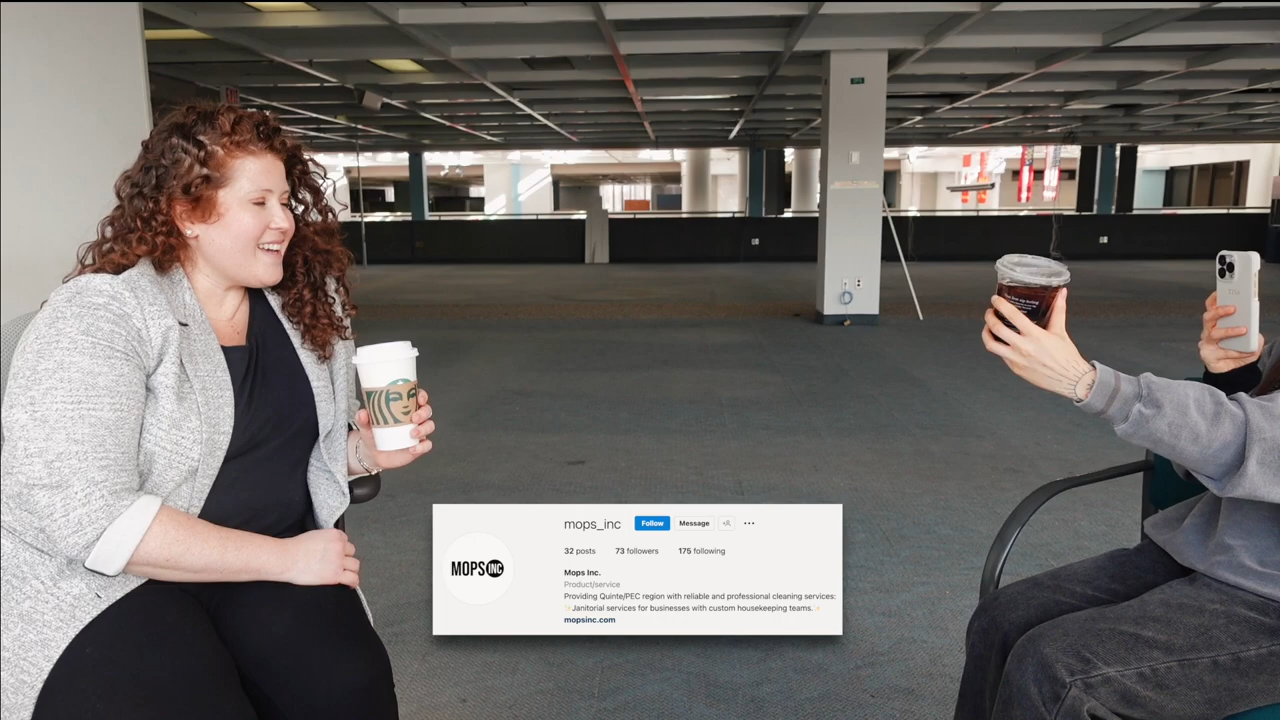 mops_inc Follow Message
32 posts 73 followers 175 following
MOPS INC
Mops Inc.
Product/service
Providing Quinte/PEC region with reliable and professional cleaning services:
✨Janitorial services for businesses with custom housekeeping teams.✨
mopsinc.com